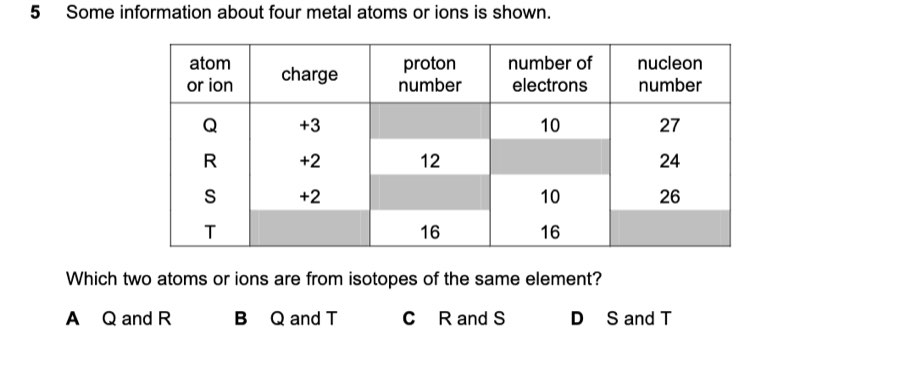 5 Some information about four metal atoms or ions is shown.
atom or ion charge proton number number of electrons nucleon number
Q +3 10 27
R +2 12 24
S +2 10 26
T 16 16
Which two atoms or ions are from isotopes of the same element?
A Q and R B Q and T C R and S D S and T